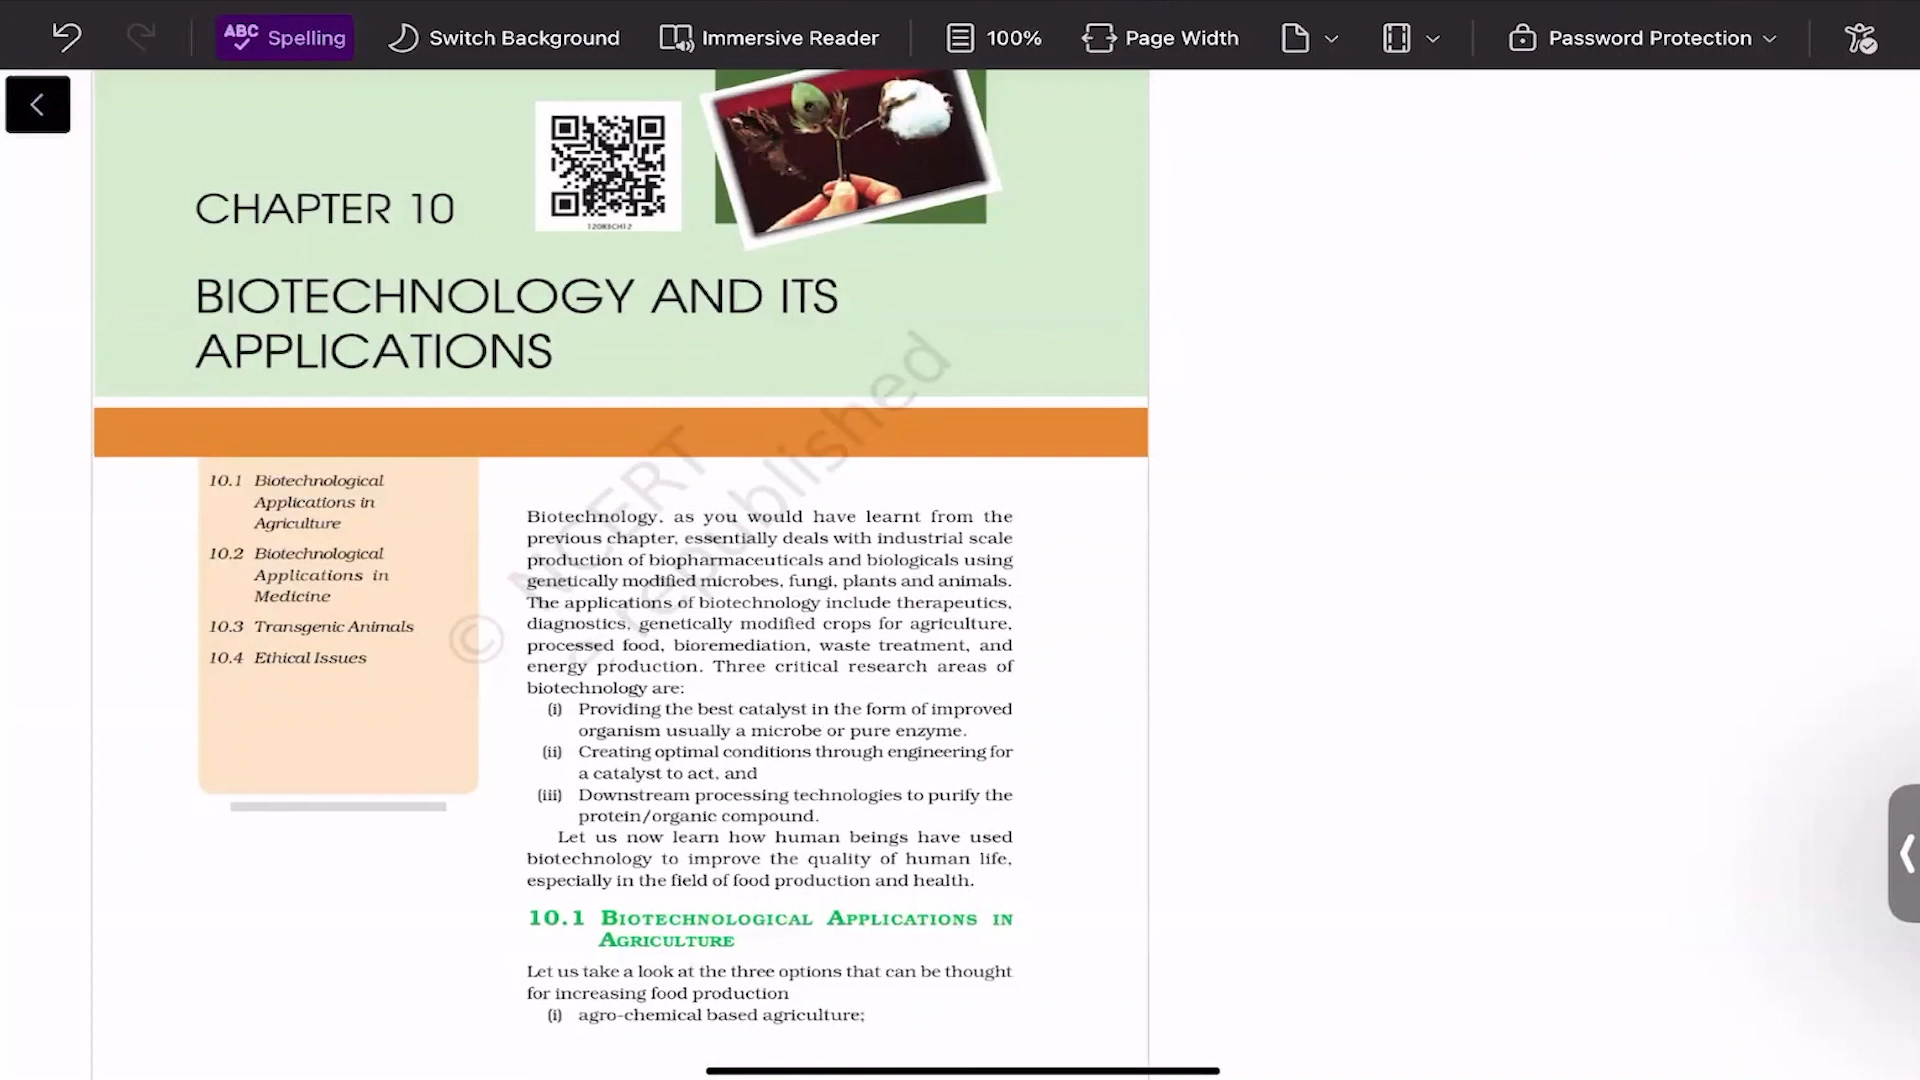 ABC Spelling Switch Background Immersive Reader 100% Page Width Password Protection
CHAPTER 10
BIOTECHNOLOGY AND ITS
APPLICATIONS
10.1 Biotechnological
Applications in
Agriculture
10.2 Biotechnological
Applications in
Medicine
10.3 Transgenic Animals
10.4 Ethical Issues
© NCERT
republished
Biotechnology, as you would have learnt from the
previous chapter, essentially deals with industrial scale
production of biopharmaceuticals and biologicals using
genetically modified microbes, fungi, plants and animals.
The applications of biotechnology include therapeutics,
diagnostics, genetically modified crops for agriculture,
processed food, bioremediation, waste treatment, and
energy production. Three critical research areas of
biotechnology are:
(i) Providing the best catalyst in the form of improved
organism usually a microbe or pure enzyme.
(ii) Creating optimal conditions through engineering for
a catalyst to act, and
(iii) Downstream processing technologies to purify the
protein/organic compound.
Let us now learn how human beings have used
biotechnology to improve the quality of human life,
especially in the field of food production and health.
10.1 BIOTECHNOLOGICAL APPLICATIONS IN
AGRICULTURE
Let us take a look at the three options that can be thought
for increasing food production
(i) agro-chemical based agriculture;